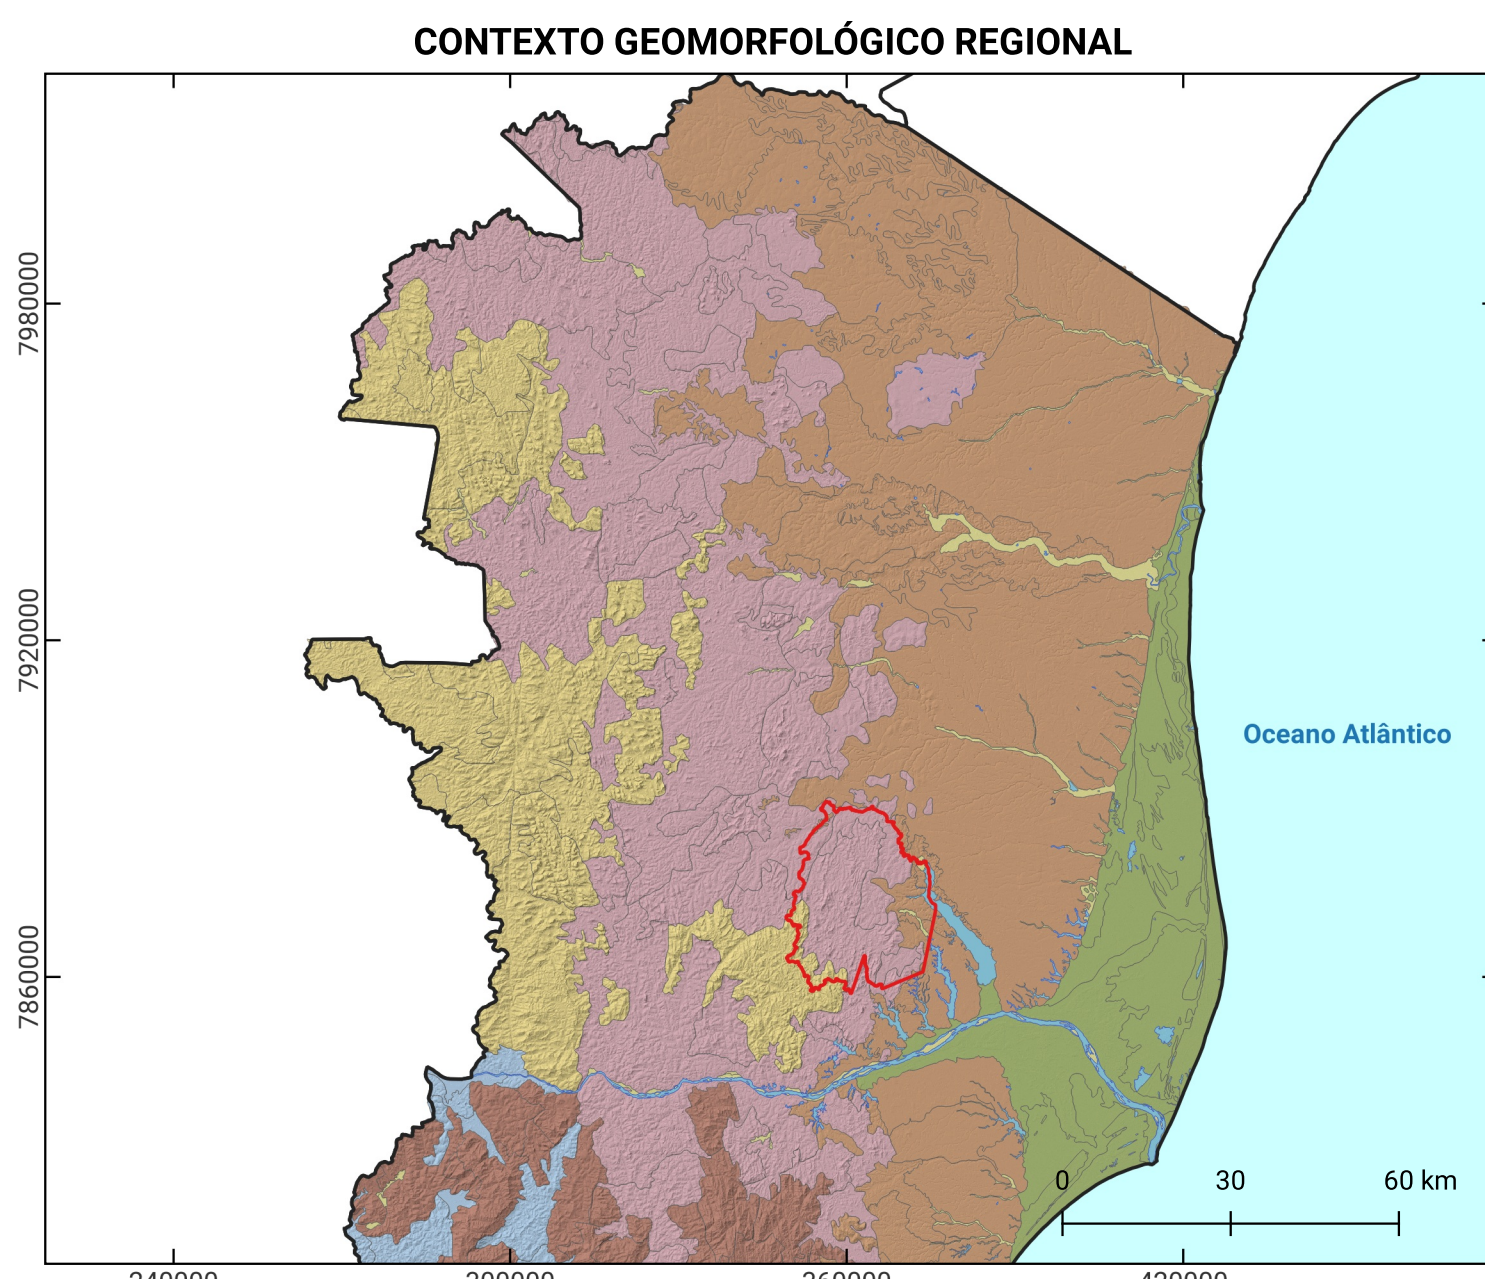 CONTEXTO GEOMORFOLÓGICO REGIONAL
7980000
7920000
7860000
Oceano Atlântico
0 30 60 km